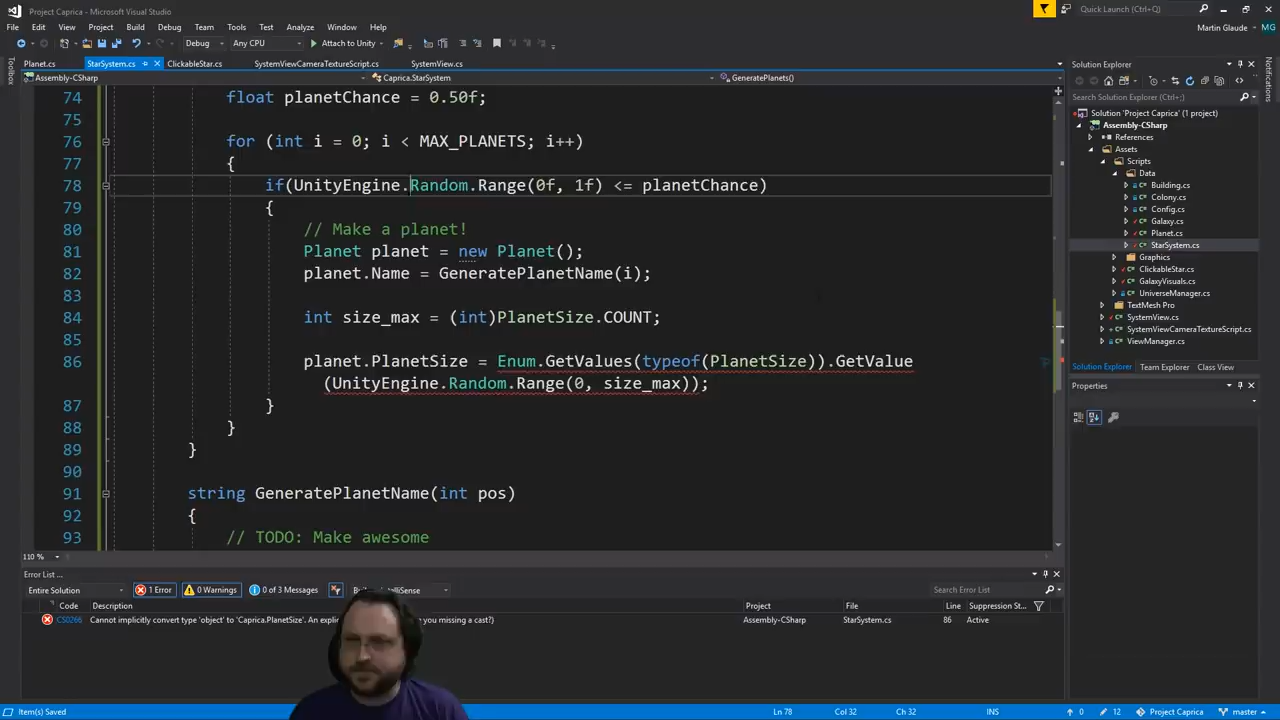 Project Caprica - Microsoft Visual Studio
Quick Launch (Ctrl+;)
File Edit View Project Build Debug Team Tools Architecture Test Analyze Window Help
Martin Glaude MG
Debug Any CPU Attach to Unity
Planet.cs StarSystem.cs ClickableStar.cs SystemViewCameraTextureScript.cs SystemView.cs
Assembly-CSharp Caprica.StarSystem GeneratePlanets()
Toolbox
74 float planetChance = 0.50f;
75
76 for (int i = 0; i < MAX_PLANETS; i++)
77 {
78 if(UnityEngine.Random.Range(0f, 1f) <= planetChance)
79 {
80 // Make a planet!
81 Planet planet = new Planet();
82 planet.Name = GeneratePlanetName(i);
83
84 int size_max = (int)PlanetSize.COUNT;
85
86 planet.PlanetSize = Enum.GetValues(typeof(PlanetSize)).GetValue
(UnityEngine.Random.Range(0, size_max));
87 }
88 }
89 }
90
91 string GeneratePlanetName(int pos)
92 {
93 // TODO: Make awesome
110 %
Error List ...
Entire Solution 1 Error 0 Warnings 0 of 3 Messages IntelliSense
Search Error List
Code Description Project File Line Suppression St...
CS0266 Cannot implicitly convert type 'object' to 'Caprica.PlanetSize'. An you missing a cast?) Assembly-CSharp StarSystem.cs 86 Active
Solution Explorer
Search Solution Explorer (Ctrl+;)
Solution 'Project Caprica' (1 project)
Assembly-CSharp
References
Assets
Scripts
Data
Building.cs
Colony.cs
Config.cs
Galaxy.cs
Planet.cs
StarSystem.cs
Graphics
ClickableStar.cs
GalaxyVisuals.cs
UniverseManager.cs
TextMesh Pro
SystemView.cs
SystemViewCameraTextureScript.cs
ViewManager.cs
Solution Explorer Team Explorer Class View
Properties
Notifications
Item(s) Saved Ln 78 Col 32 Ch 32 INS 0 12 Project Caprica master